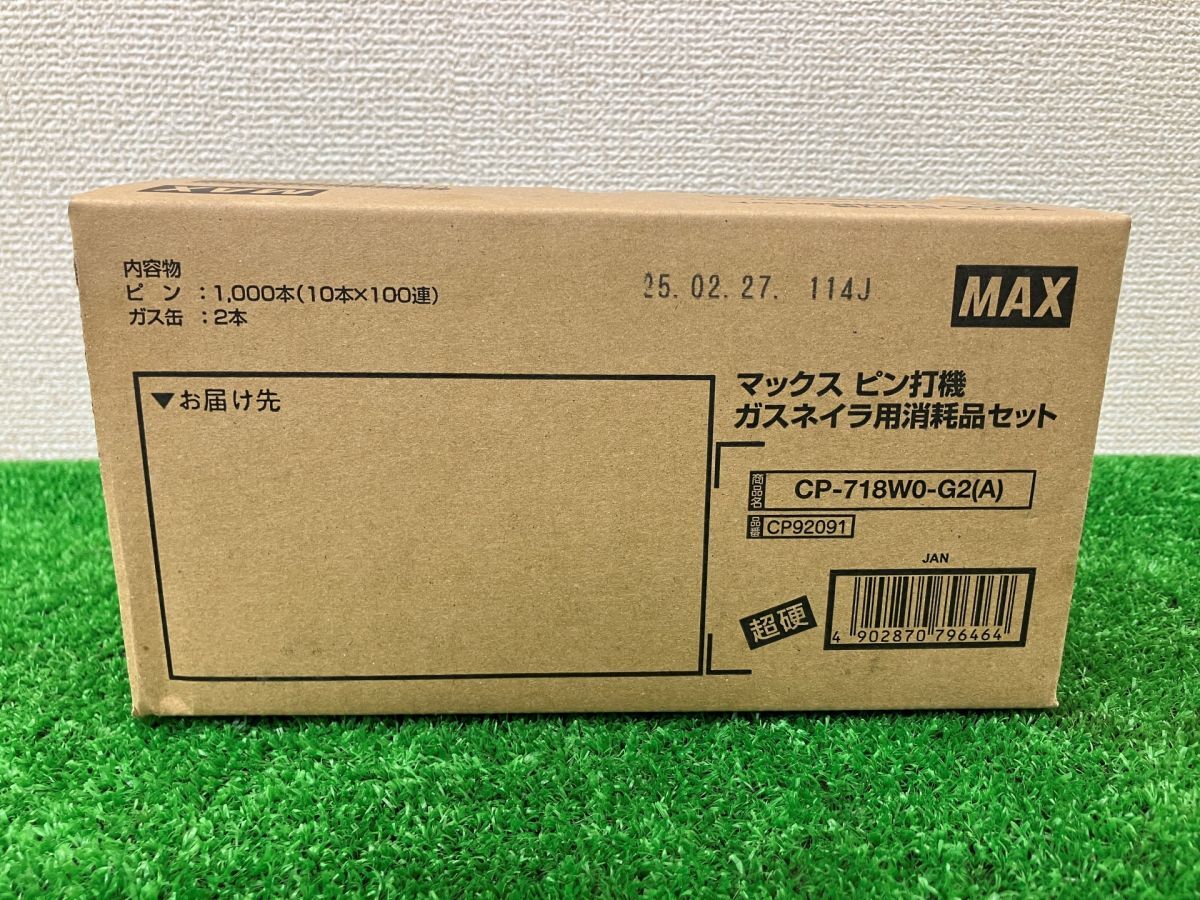 MAX
内容物
ピン : 1,000本(10本×100連)
ガス缶 : 2本
25. 02. 27. 114J
MAX
▼お届け先
マックス ピン打機
ガスネイラ用消耗品セット
商品名 CP-718W0-G2(A)
品番 CP92091
JAN
超硬
4 902870 796464